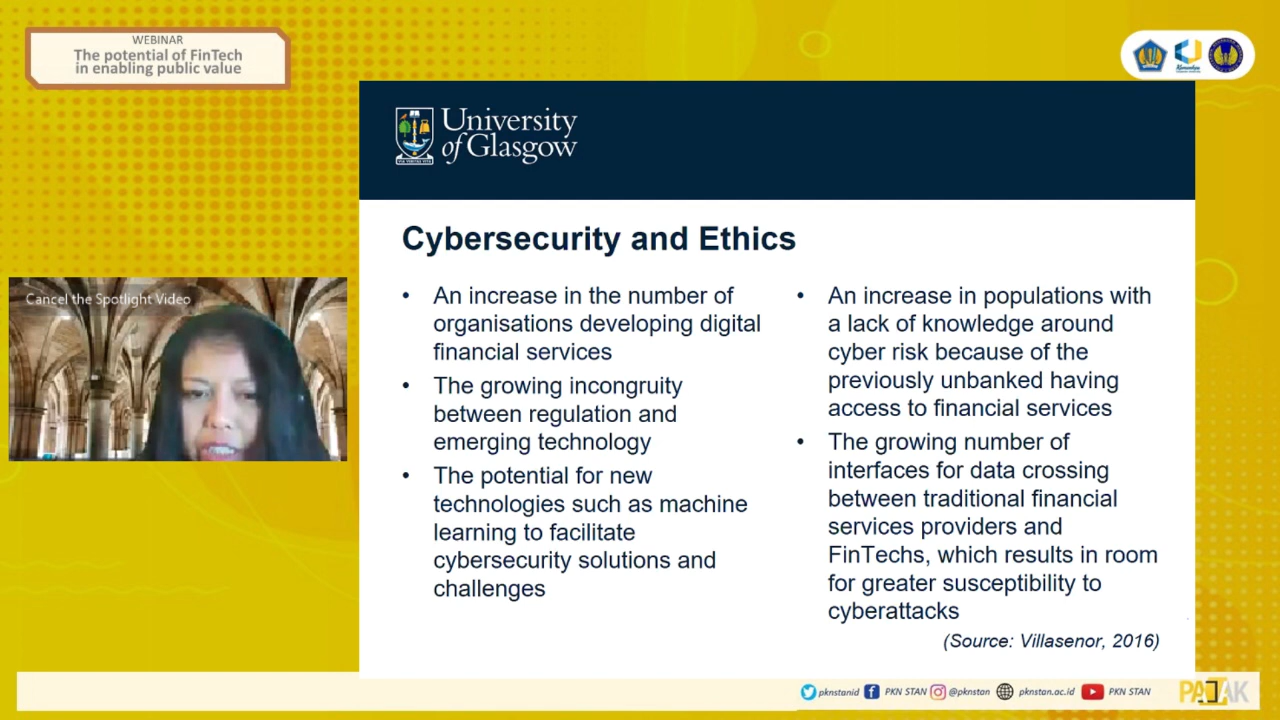 WEBINAR
The potential of FinTech
in enabling public value
University
of Glasgow
Cybersecurity and Ethics
• An increase in the number of
organisations developing digital
financial services
• The growing incongruity
between regulation and
emerging technology
• The potential for new
technologies such as machine
learning to facilitate
cybersecurity solutions and
challenges
• An increase in populations with
a lack of knowledge around
cyber risk because of the
previously unbanked having
access to financial services
• The growing number of
interfaces for data crossing
between traditional financial
services providers and
FinTechs, which results in room
for greater susceptibility to
cyberattacks
(Source: Villasenor, 2016)
Cancel the Spotlight Video
pknstanid PKN STAN @pknstan pknstan.ac.id PKN STAN